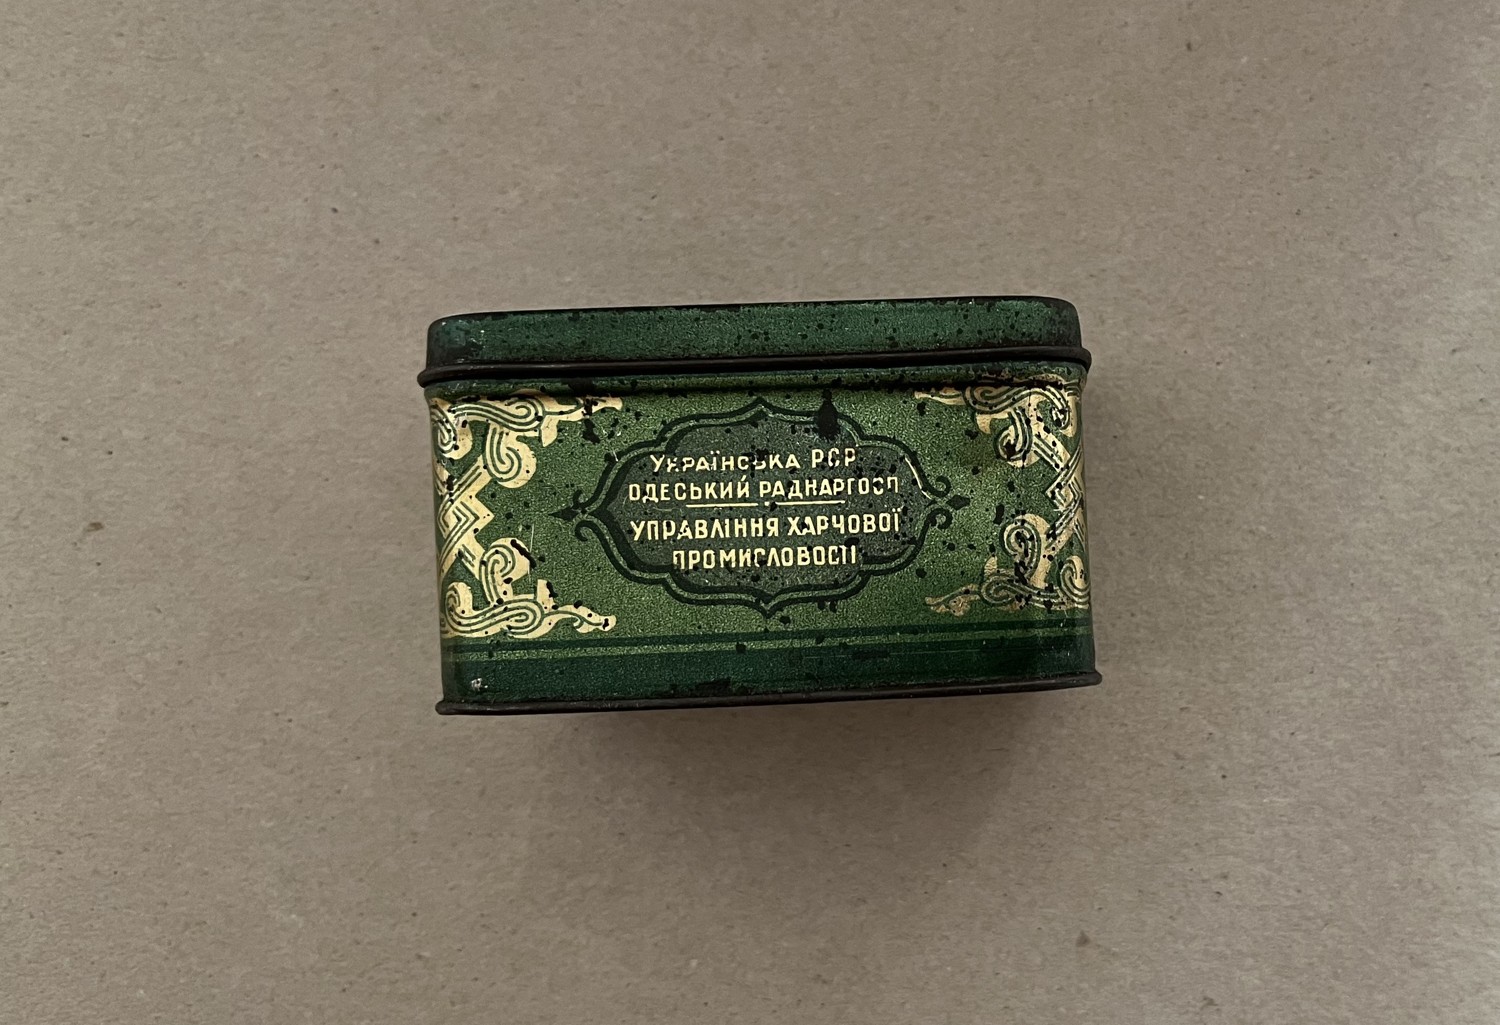 УКРАЇНСЬКА РСР
ОДЕСЬКИЙ РАДНАРГОСП
УПРАВЛІННЯ ХАРЧОВОЇ
ПРОМИСЛОВОСТІ